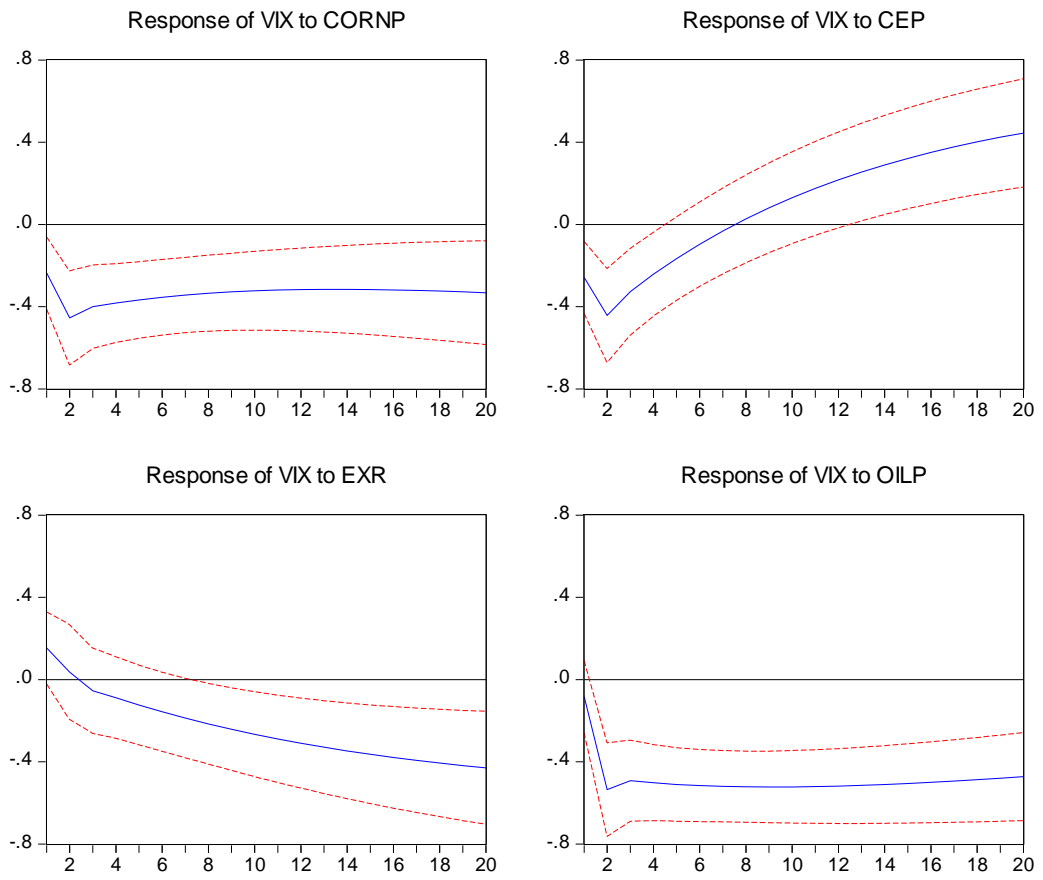 Response of VIX to CORNP
.8
.4
.0
-.4
-.8
2 4 6 8 10 12 14 16 18 20
Response of VIX to CEP
.8
.4
.0
-.4
-.8
2 4 6 8 10 12 14 16 18 20
Response of VIX to EXR
.8
.4
.0
-.4
-.8
2 4 6 8 10 12 14 16 18 20
Response of VIX to OILP
.8
.4
.0
-.4
-.8
2 4 6 8 10 12 14 16 18 20